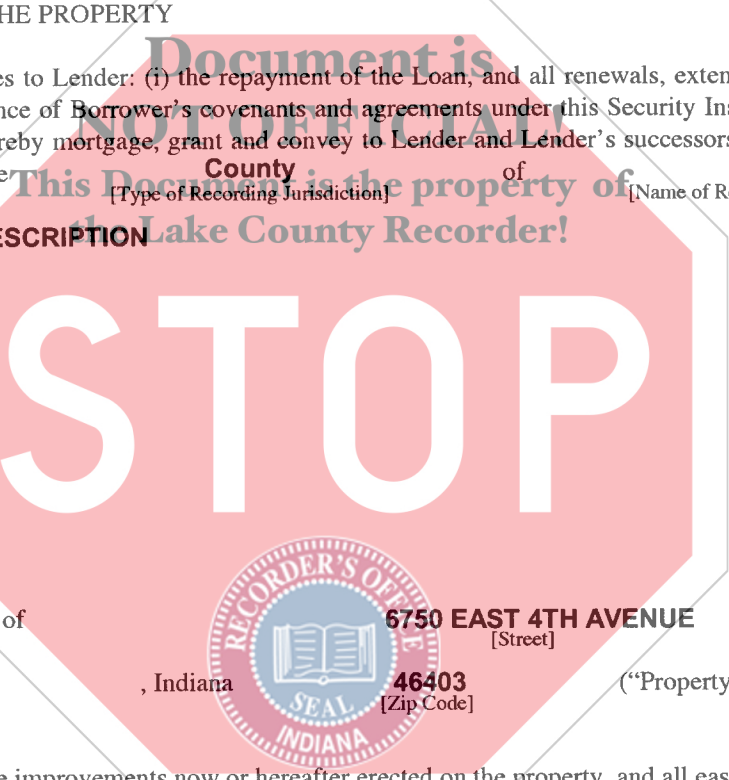 HE PROPERTY
Document is
es to Lender: (i) the repayment of the Loan, and all renewals, exten
nce of Borrower's covenants and agreements under this Security Ins
NOT OFFICIAL!
reby mortgage, grant and convey to Lender and Lender's successors
e County of
This Document is the property of
[Type of Recording Jurisdiction] [Name of Re
the Lake County Recorder!
ESCRIPTION
STOP
RECORDER'S OFFICE
of 6750 EAST 4TH AVENUE
[Street]
, Indiana 46403 ("Property
[Zip Code]
SEAL
INDIANA
e improvements now or hereafter erected on the property, and all eas